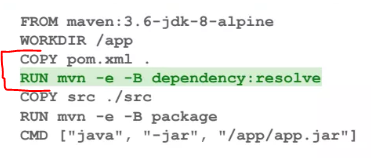 FROM maven:3.6-jdk-8-alpine
WORKDIR /app
COPY pom.xml .
RUN mvn -e -B dependency:resolve
COPY src ./src
RUN mvn -e -B package
CMD ["java", "-jar", "/app/app.jar"]